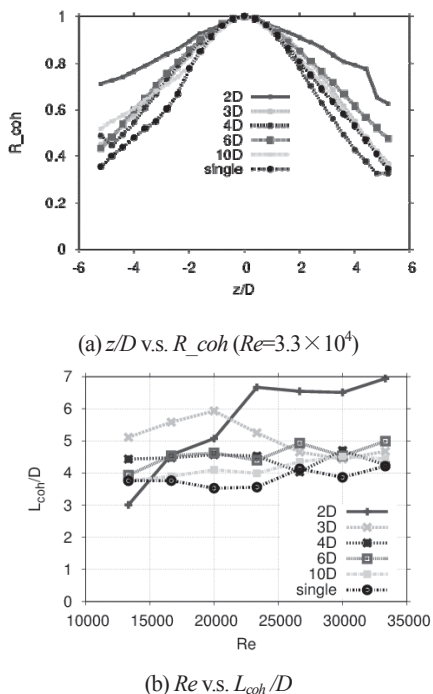 1
0.8
0.6
0.4
0.2
0
R_coh
2D
3D
4D
6D
10D
single
-6 -4 -2 0 2 4 6
z/D
(a) z/D v.s. R_coh (Re=3.3×10⁴)
7
6
5
4
3
2
1
0
L_coh/D
2D
3D
4D
6D
10D
single
10000 15000 20000 25000 30000 35000
Re
(b) Re v.s. L_coh /D